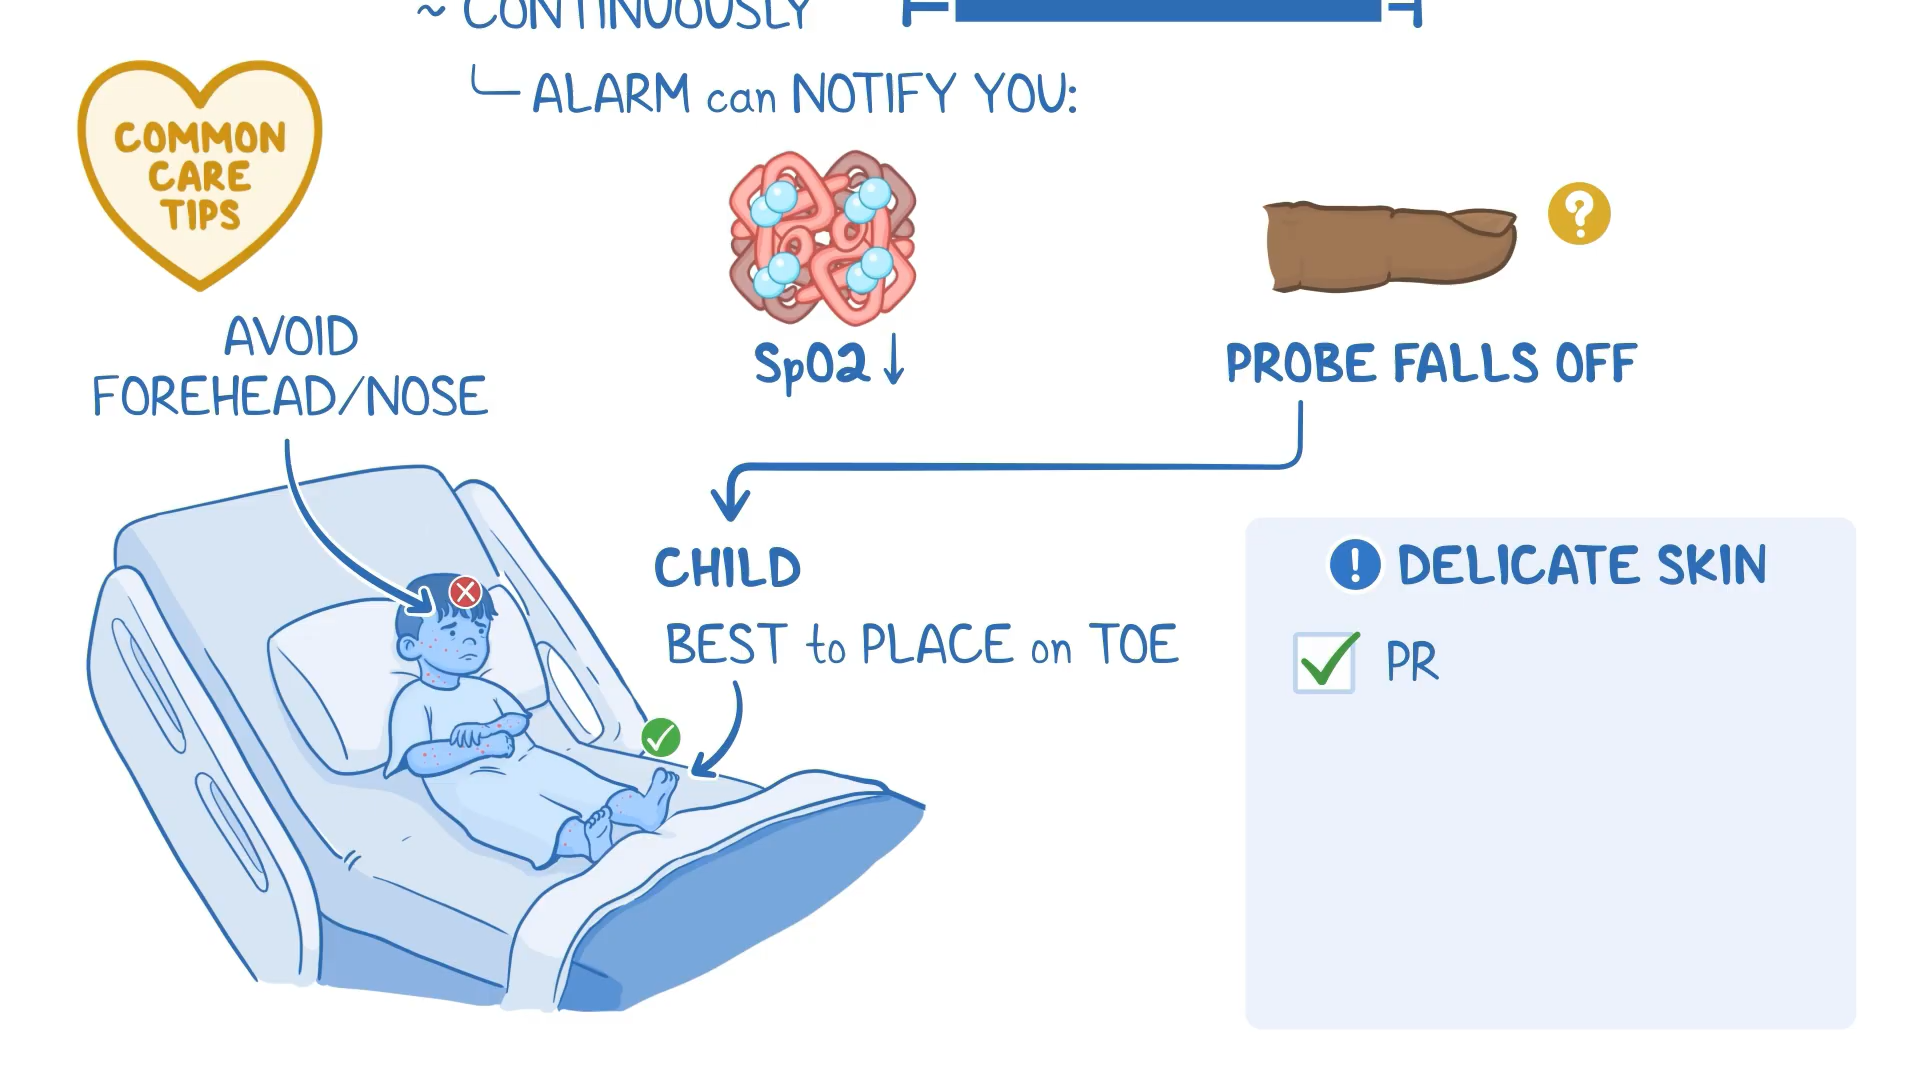 ~ CONTINUOUSLY
ALARM can NOTIFY YOU:
COMMON
CARE
TIPS
?
SpO2↓
PROBE FALLS OFF
AVOID
FOREHEAD/NOSE
CHILD
BEST to PLACE on TOE
! DELICATE SKIN
PR